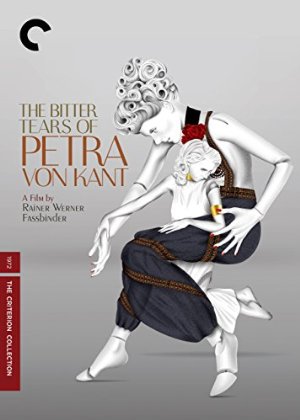 THE BITTER
TEARS OF
PETRA
VON KANT
A Film by
RAINER WERNER
FASSBINDER
1972
THE CRITERION COLLECTION